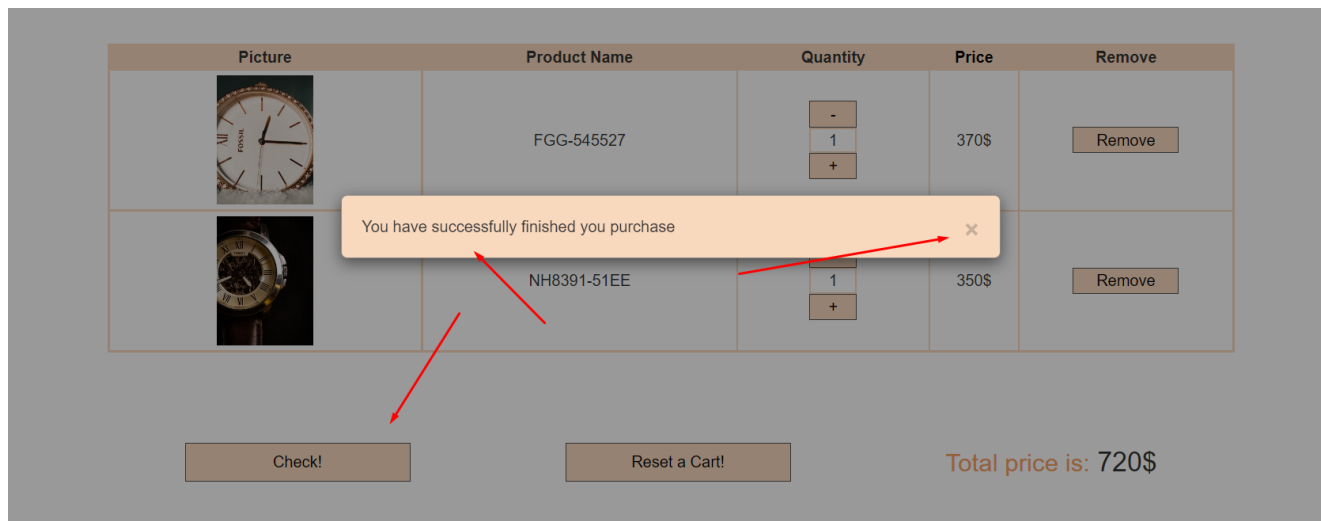 Picture Product Name Quantity Price Remove
FOSSIL
-
FGG-545527 1 370$ Remove
+
You have successfully finished you purchase ×
NH8391-51EE 1 350$ Remove
+
Check! Reset a Cart! Total price is: 720$